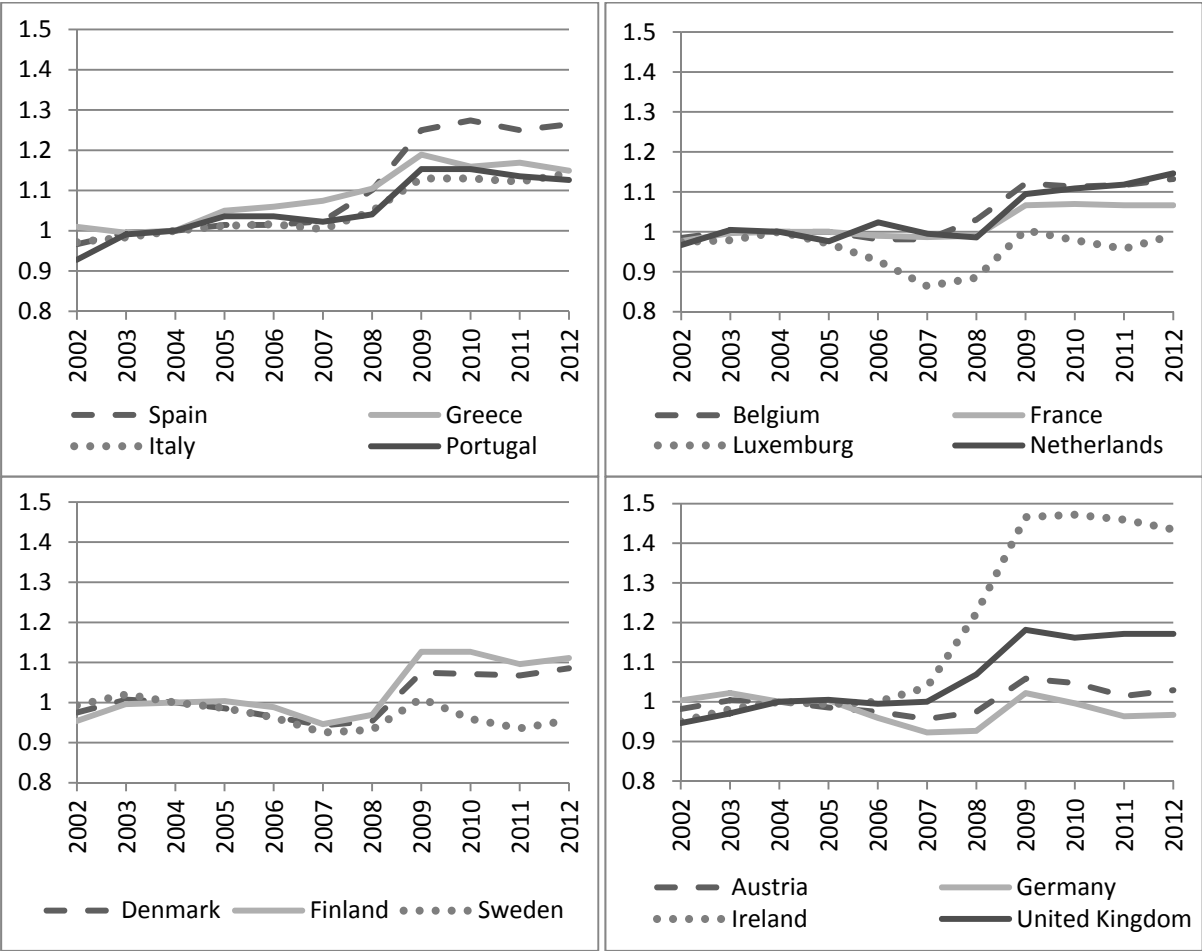 1.5
1.4
1.3
1.2
1.1
1
0.9
0.8
2002 2003 2004 2005 2006 2007 2008 2009 2010 2011 2012
Spain Greece
Italy Portugal
1.5
1.4
1.3
1.2
1.1
1
0.9
0.8
2002 2003 2004 2005 2006 2007 2008 2009 2010 2011 2012
Belgium France
Luxemburg Netherlands
1.5
1.4
1.3
1.2
1.1
1
0.9
0.8
2002 2003 2004 2005 2006 2007 2008 2009 2010 2011 2012
Denmark Finland Sweden
1.5
1.4
1.3
1.2
1.1
1
0.9
0.8
2002 2003 2004 2005 2006 2007 2008 2009 2010 2011 2012
Austria Germany
Ireland United Kingdom